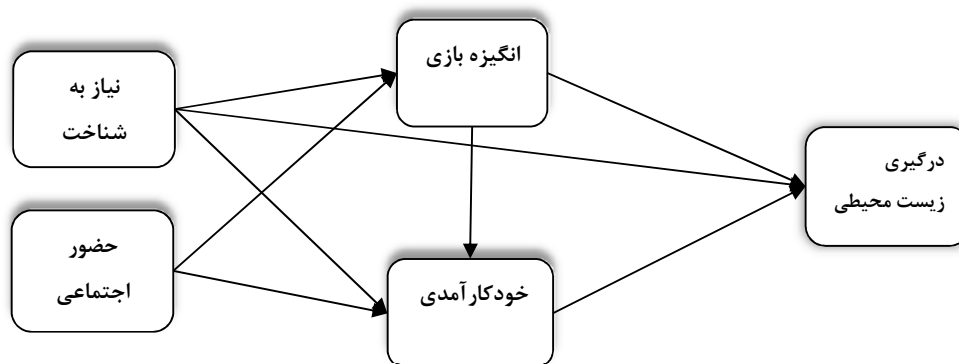 انگیزه بازی
نیاز به
شناخت
درگیری
زیست محیطی
حضور
اجتماعی
خودکارآمدی